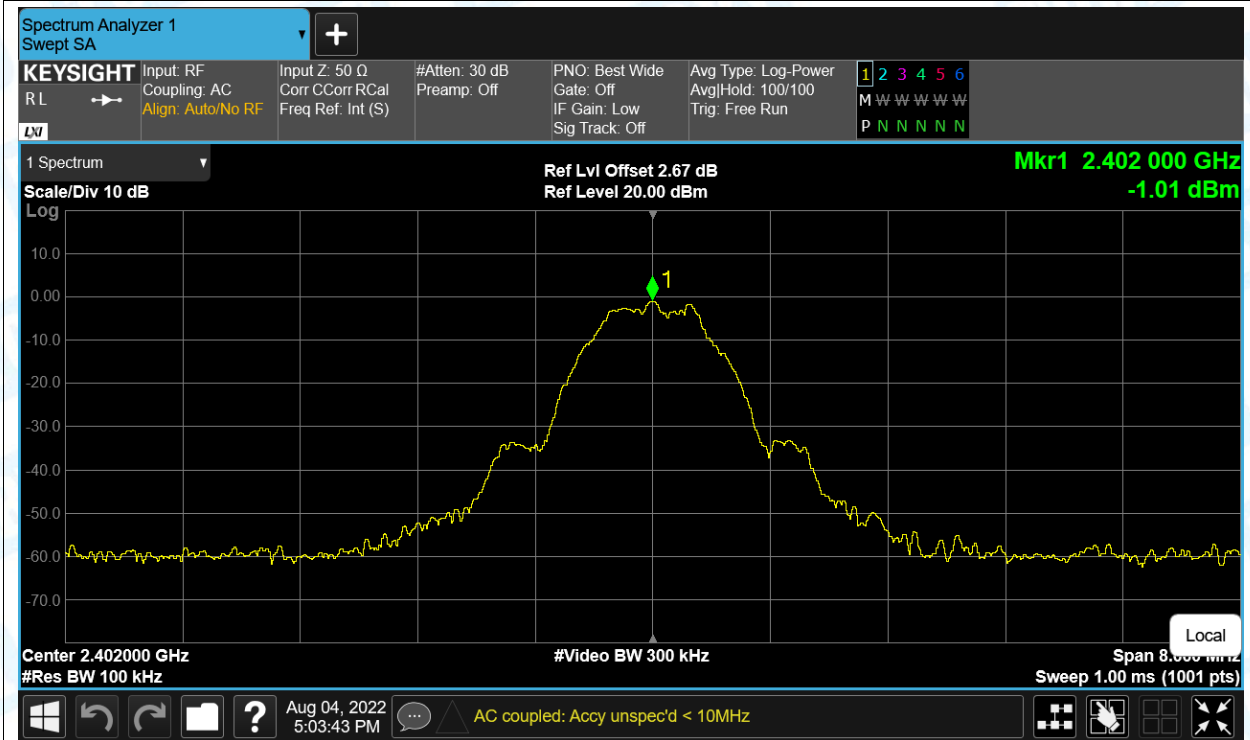 Spectrum Analyzer 1
Swept SA
+
KEYSIGHT
R L
LXI
Input: RF
Coupling: AC
Align: Auto/No RF
Input Z: 50 Ω
Corr CCorr RCal
Freq Ref: Int (S)
#Atten: 30 dB
Preamp: Off
PNO: Best Wide
Gate: Off
IF Gain: Low
Sig Track: Off
Avg Type: Log-Power
Avg|Hold: 100/100
Trig: Free Run
1 2 3 4 5 6
M W W W W W W
P N N N N N N
1 Spectrum
Scale/Div 10 dB
Log
Ref Lvl Offset 2.67 dB
Ref Level 20.00 dBm
Mkr1 2.402 000 GHz
-1.01 dBm
1
10.0
0.00
-10.0
-20.0
-30.0
-40.0
-50.0
-60.0
-70.0
Local
Center 2.402000 GHz
#Video BW 300 kHz
Span 8.000 MHz
#Res BW 100 kHz
Sweep 1.00 ms (1001 pts)
?
Aug 04, 2022
5:03:43 PM
AC coupled: Accy unspec'd < 10MHz